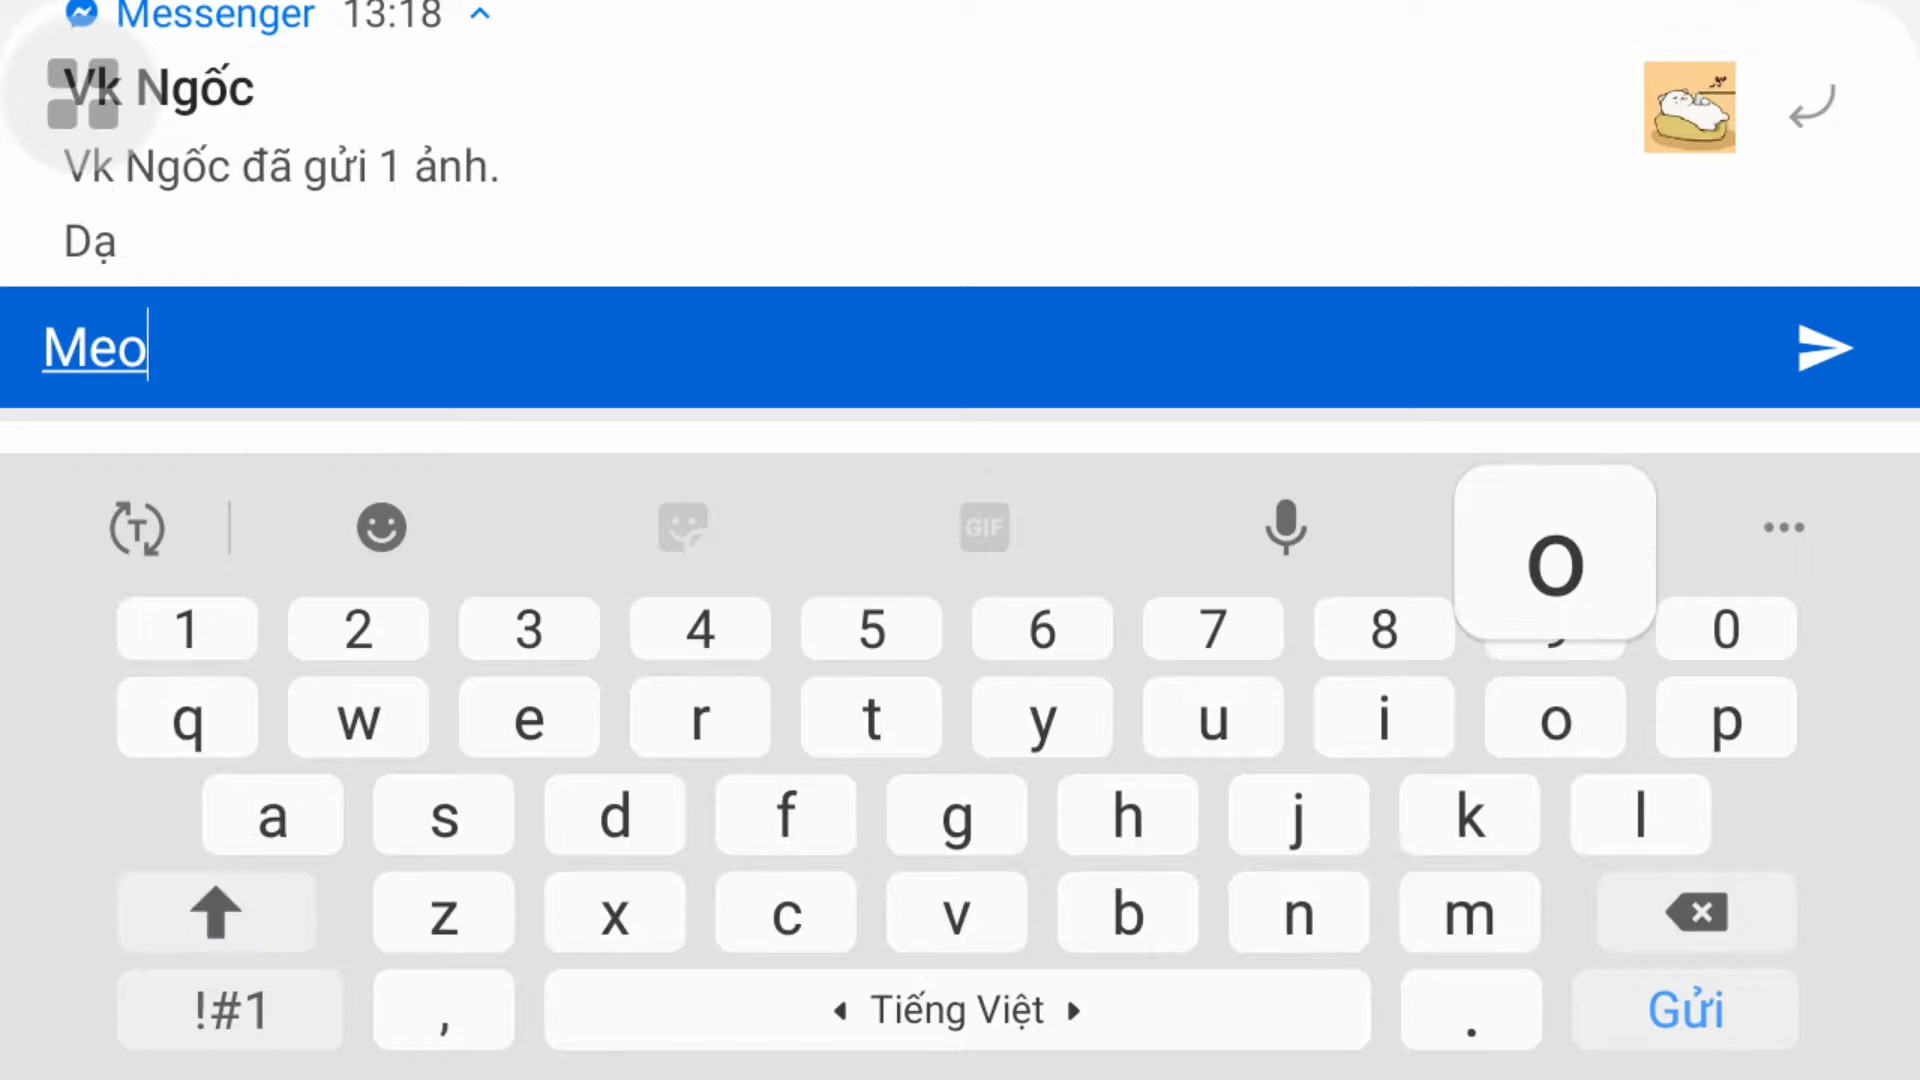 Messenger 13:18
Vk Ngốc
Vk Ngốc đã gửi 1 ảnh.
Dạ
Meo
T
GIF
o
1 2 3 4 5 6 7 8 0
q w e r t y u i o p
a s d f g h j k l
z x c v b n m
!#1 , Tiếng Việt . Gửi